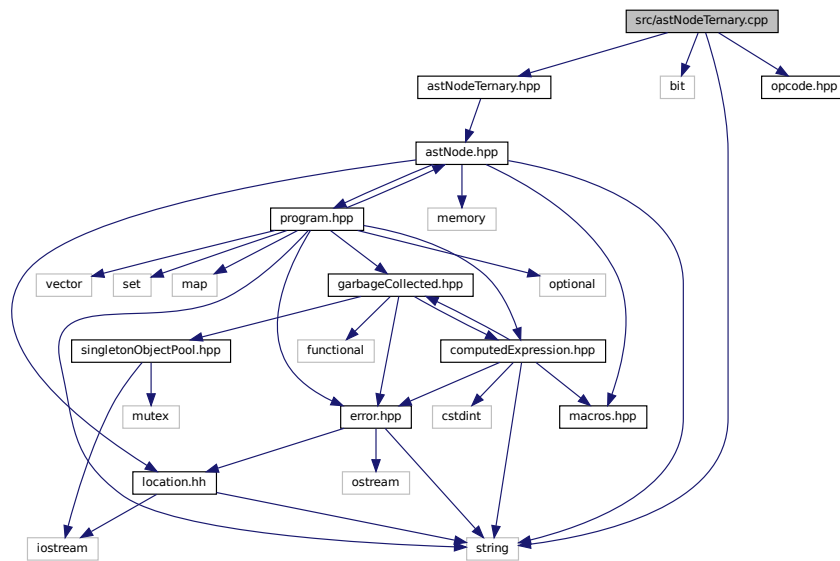 src/astNodeTernary.cpp
astNodeTernary.hpp
bit
opcode.hpp
astNode.hpp
program.hpp
memory
vector
set
map
garbageCollected.hpp
optional
singletonObjectPool.hpp
functional
computedExpression.hpp
mutex
error.hpp
cstdint
macros.hpp
location.hh
ostream
iostream
string